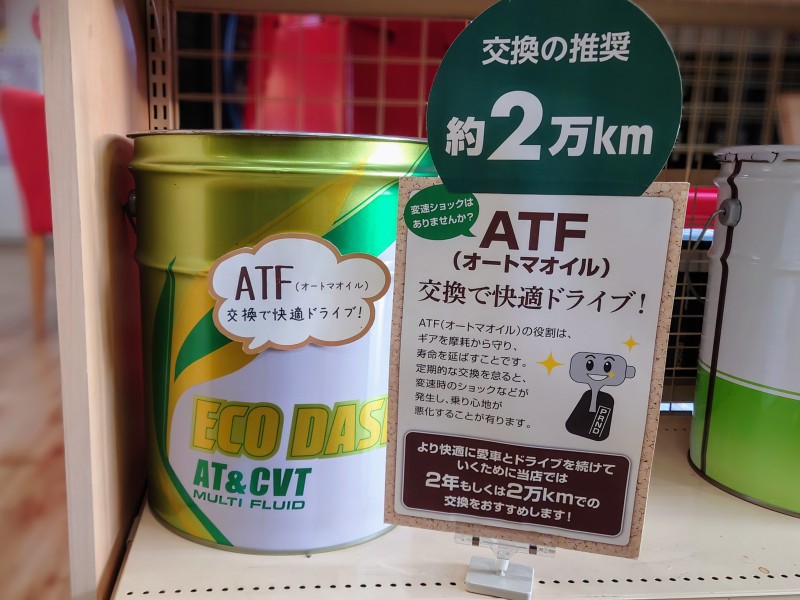 交換の推奨
約2万km
変速ショックは
ありませんか?
ATF
(オートマオイル)
交換で快適ドライブ!
ATF(オートマオイル)の役割は、
ギアを摩耗から守り、
寿命を延ばすことです。
定期的な交換を怠ると、
変速時のショックなどが
発生し、乗り心地が
悪化することが有ります。
PRND
より快適に愛車とドライブを続けて
いくために当店では
2年もしくは2万kmでの
交換をおすすめします!
ATF(オートマオイル)
交換で快適ドライブ!
ECO DAS
AT&CVT
MULTI FLUID